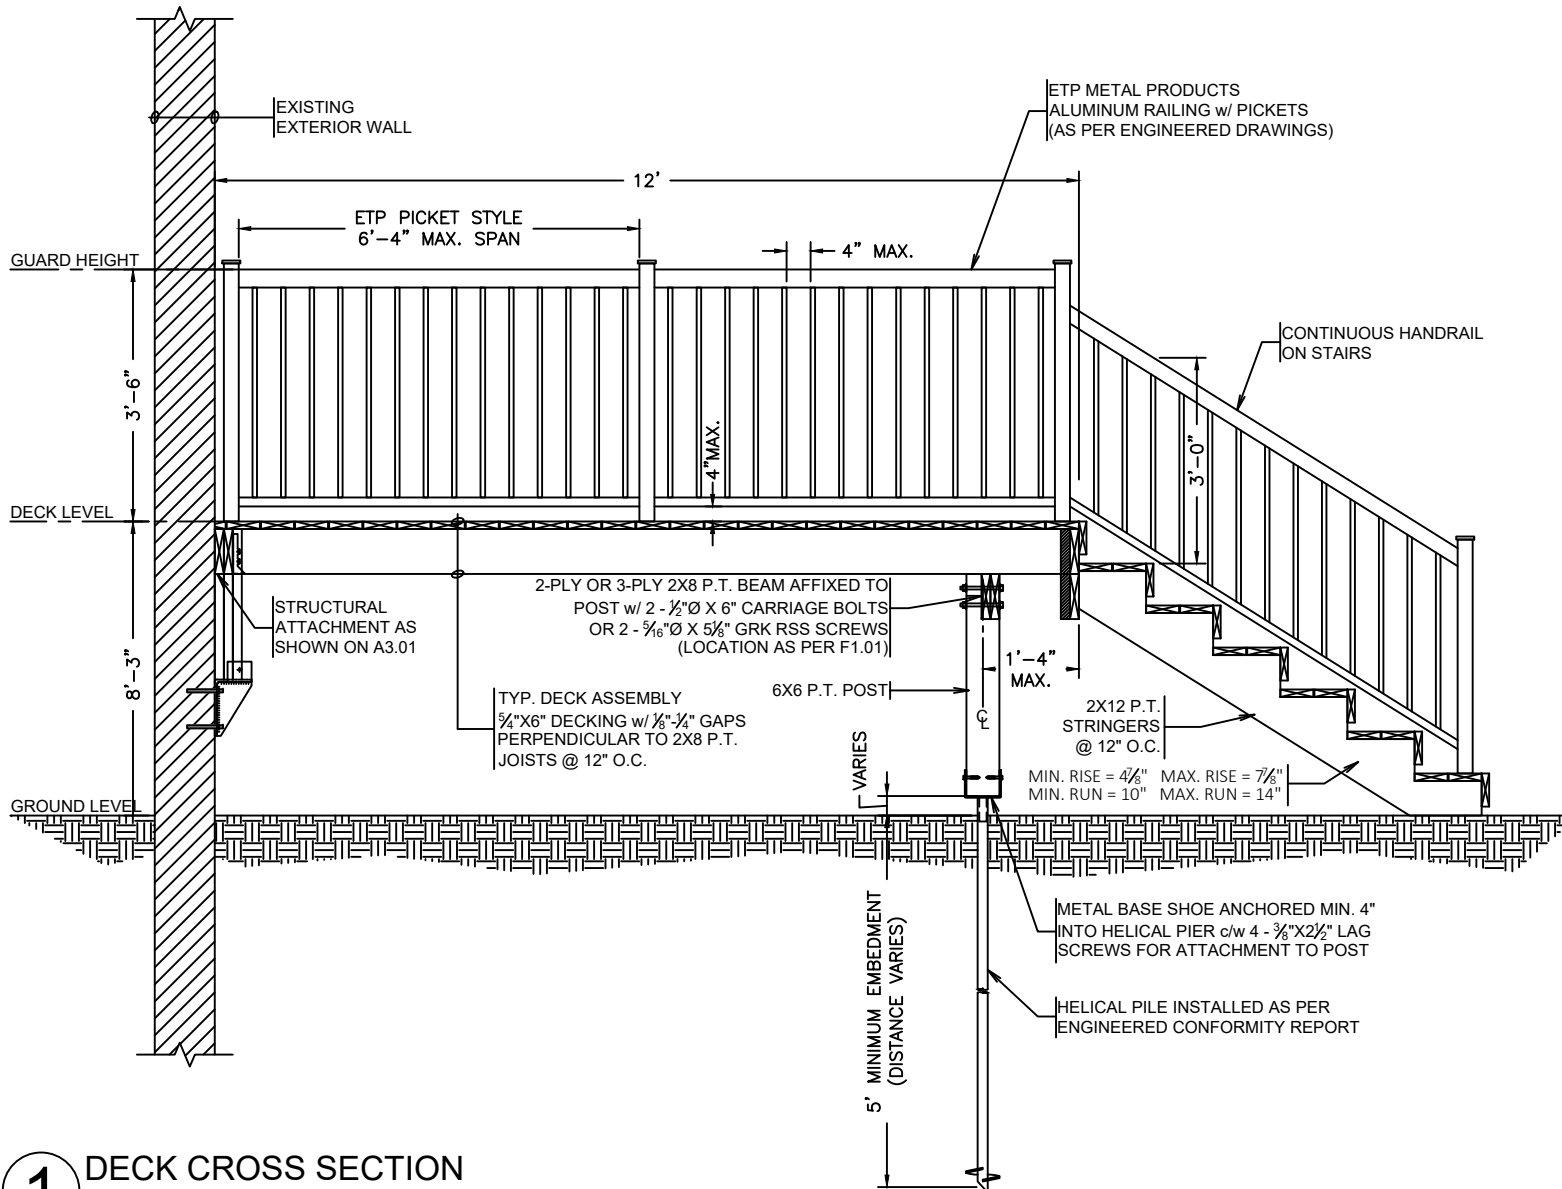 EXISTING
EXTERIOR WALL
ETP METAL PRODUCTS
ALUMINUM RAILING w/ PICKETS
(AS PER ENGINEERED DRAWINGS)
12'
ETP PICKET STYLE
6'-4" MAX. SPAN
4" MAX.
GUARD HEIGHT
CONTINUOUS HANDRAIL
ON STAIRS
3'-6"
4"MAX.
3'-0"
DECK LEVEL
2-PLY OR 3-PLY 2X8 P.T. BEAM AFFIXED TO
POST w/ 2 - ½"Ø X 6" CARRIAGE BOLTS
OR 2 - 5⁄16"Ø X 5⅛" GRK RSS SCREWS
(LOCATION AS PER F1.01)
STRUCTURAL
ATTACHMENT AS
SHOWN ON A3.01
8'-3"
1'-4"
MAX.
6X6 P.T. POST
TYP. DECK ASSEMBLY
5⁄4"X6" DECKING w/ ⅛"-¼" GAPS
PERPENDICULAR TO 2X8 P.T.
JOISTS @ 12" O.C.
CL
2X12 P.T.
STRINGERS
@ 12" O.C.
VARIES
MIN. RISE = 4⅞" MAX. RISE = 7⅞"
MIN. RUN = 10" MAX. RUN = 14"
GROUND LEVEL
5' MINIMUM EMBEDMENT
(DISTANCE VARIES)
METAL BASE SHOE ANCHORED MIN. 4"
INTO HELICAL PIER c/w 4 - ⅜"X2½" LAG
SCREWS FOR ATTACHMENT TO POST
HELICAL PILE INSTALLED AS PER
ENGINEERED CONFORMITY REPORT
1
DECK CROSS SECTION